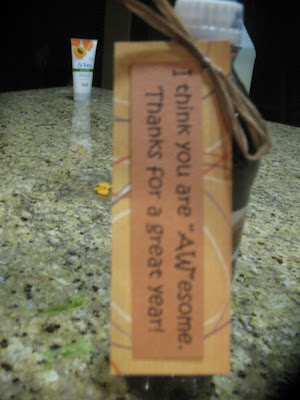 I think you are "AW"esome.
Thanks for a great year!